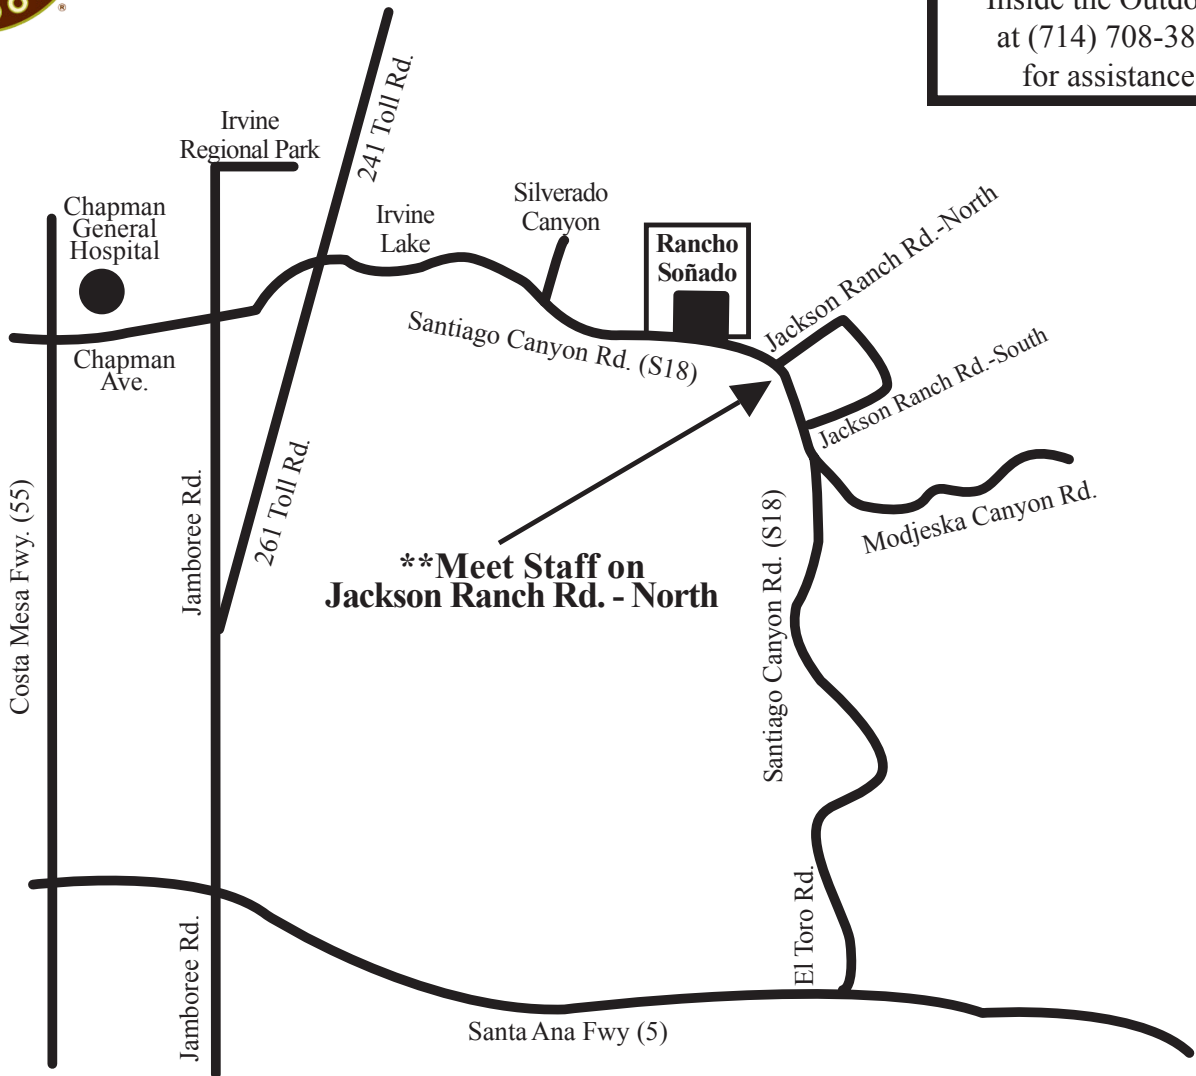 ®
Inside the Outdo
at (714) 708-38
for assistance
241 Toll Rd.
Irvine
Regional Park
Chapman
General
Hospital
Irvine
Lake
Silverado
Canyon
Rancho
Soñado
Jackson Ranch Rd.-North
Santiago Canyon Rd. (S18)
Chapman
Ave.
Jackson Ranch Rd.-South
261 Toll Rd.
Jamboree Rd.
Costa Mesa Fwy. (55)
Modjeska Canyon Rd.
**Meet Staff on
Jackson Ranch Rd. - North
Santiago Canyon Rd. (S18)
El Toro Rd.
Jamboree Rd.
Santa Ana Fwy (5)